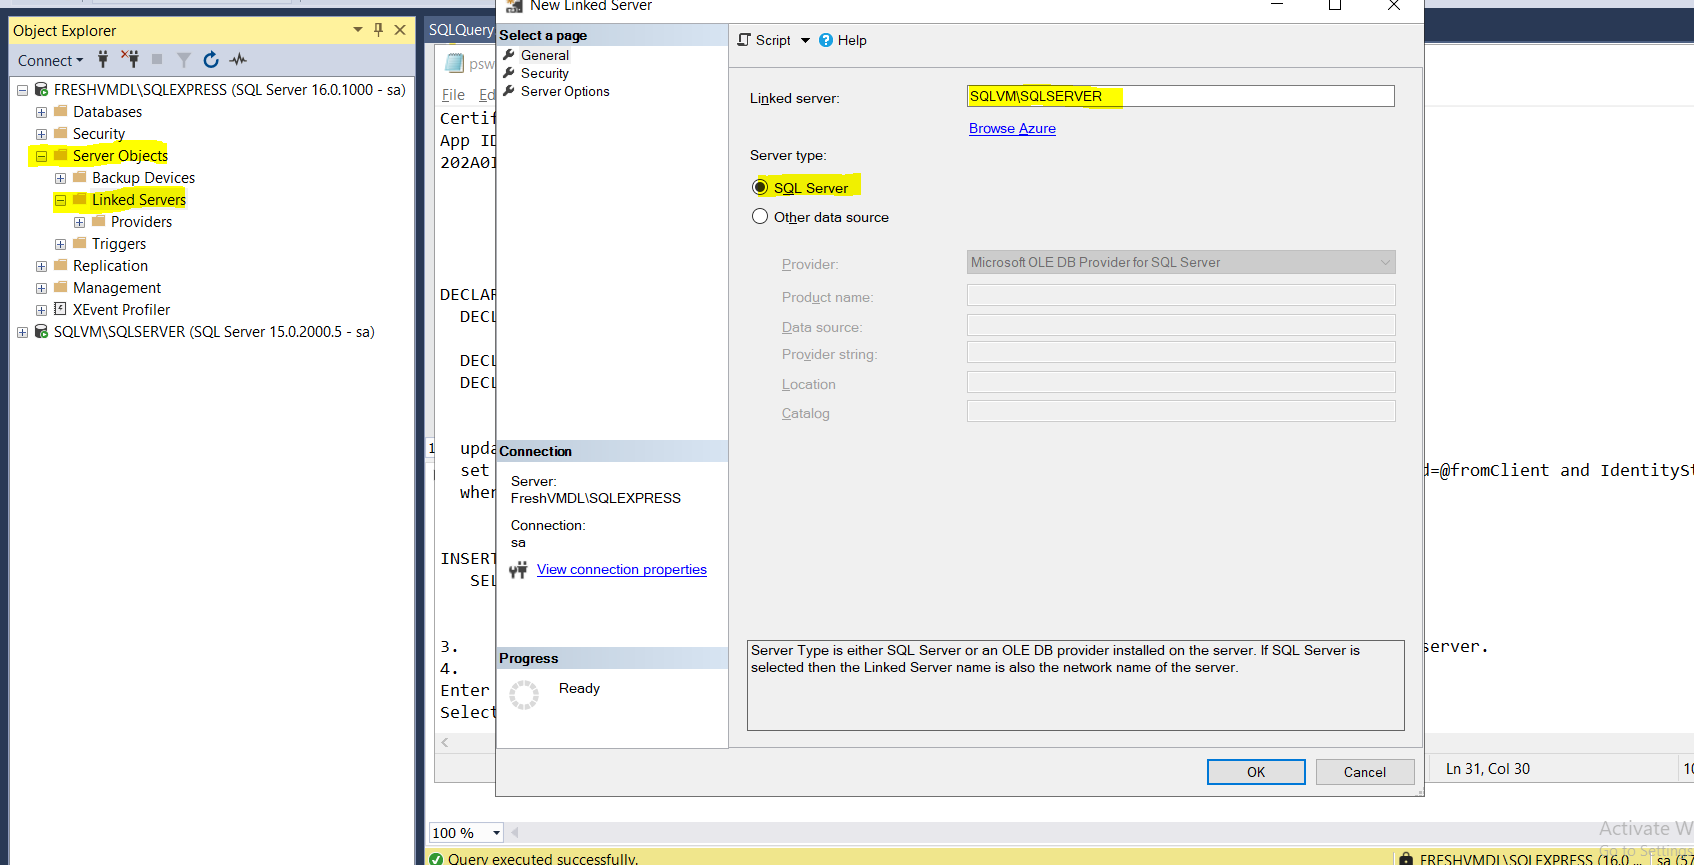 New Linked Server
Object Explorer
Connect
FRESHVMDL\SQLEXPRESS (SQL Server 16.0.1000 - sa)
Databases
Security
Server Objects
Backup Devices
Linked Servers
Providers
Triggers
Replication
Management
XEvent Profiler
SQLVM\SQLSERVER (SQL Server 15.0.2000.5 - sa)
SQLQuery
psw
File Ed
Certif
App ID
DECLAR
DECL
DECL
DECL
upda
set
wher
INSERT
SEL
3.
4.
Enter
Select
Select a page
General
Security
Server Options
Connection
Server:
FreshVMDL\SQLEXPRESS
Connection:
sa
View connection properties
Progress
Ready
Script
Help
Linked server:
SQLVM\SQLSERVER
Browse Azure
Server type:
SQL Server
Other data source
Provider:
Microsoft OLE DB Provider for SQL Server
Product name:
Data source:
Provider string:
Location
Catalog
Server Type is either SQL Server or an OLE DB provider installed on the server. If SQL Server is
selected then the Linked Server name is also the network name of the server.
OK
Cancel
d=@fromClient and IdentitySt
server.
Ln 31, Col 30
10
100 %
Activate W
Go to Settings
Query executed successfully.
FRESHVMDL\SQLEXPRESS (16.0 ...
sa (57